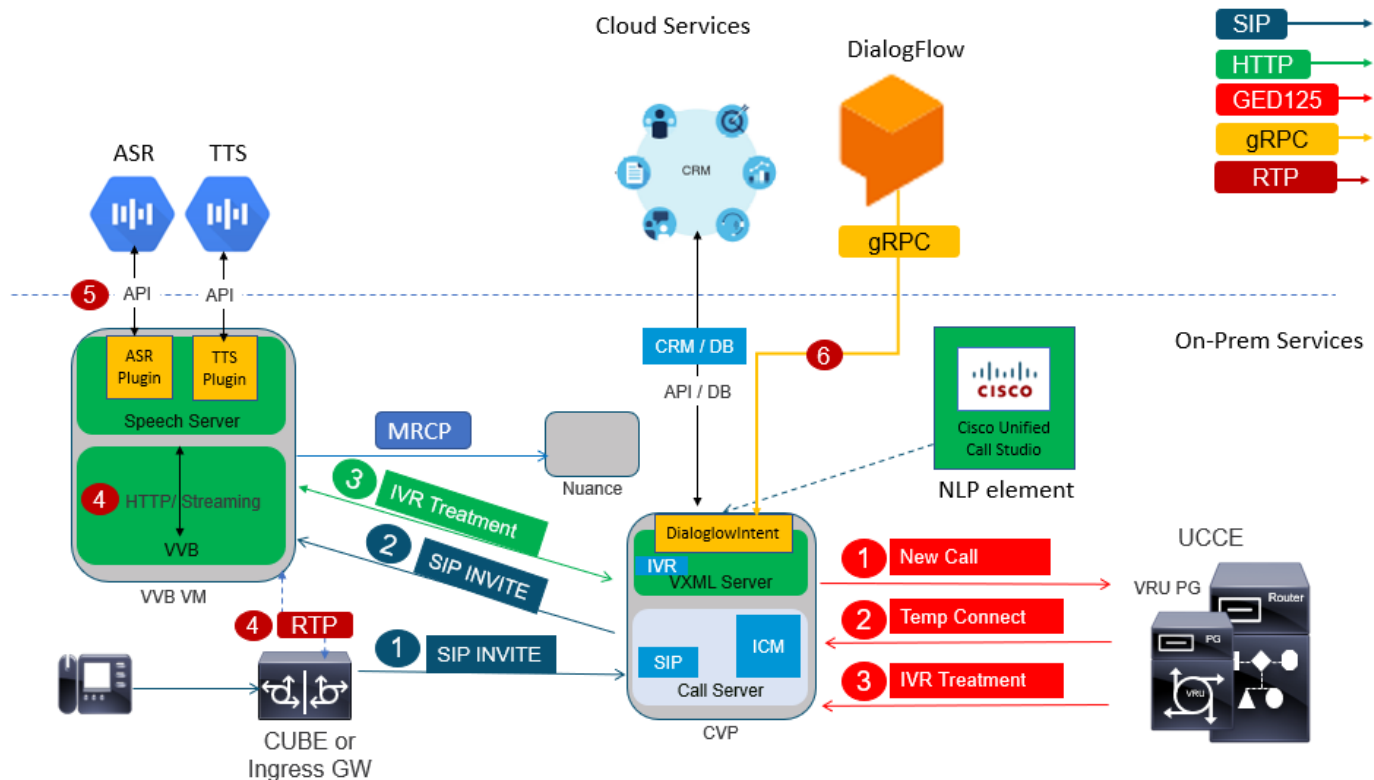 Cloud Services
DialogFlow
SIP
HTTP
GED125
gRPC
RTP
ASR
TTS
CRM
gRPC
5
API
API
ASR
Plugin
TTS
Plugin
Speech Server
CRM / DB
6
On-Prem Services
API / DB
CISCO
Cisco Unified
Call Studio
NLP element
MRCP
Nuance
3
IVR Treatment
4
HTTP/ Streaming
VVB
VVB VM
2
SIP INVITE
DialoglowIntent
IVR
VXML Server
1
New Call
UCCE
VRU PG
Router
PG
VRU
2
Temp Connect
4
RTP
1
SIP INVITE
SIP
ICM
Call Server
3
IVR Treatment
CVP
CUBE or
Ingress GW